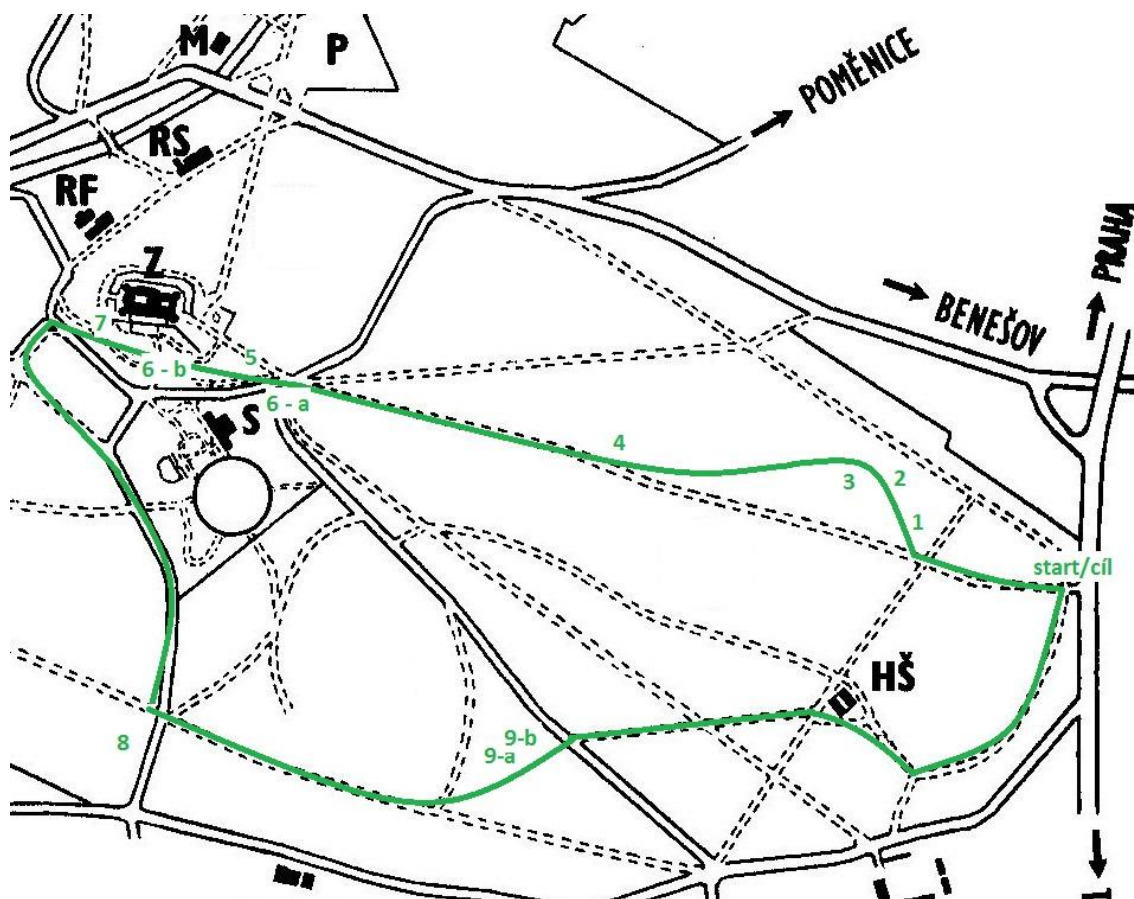 M
P
POMĚNICE
RS
RF
PRAHA
Z
BENEŠOV
7
5
6 - b
6 - a
S
4
3
2
1
start/cíl
HŠ
9-b
9-a
8